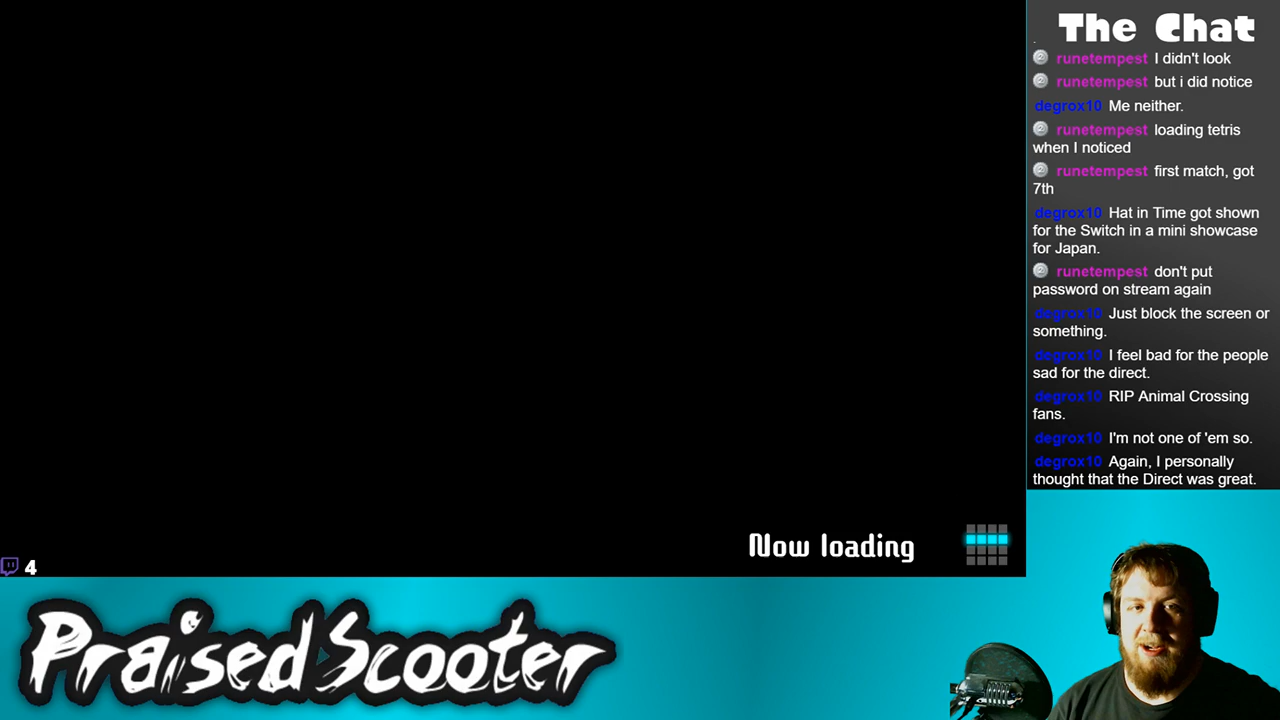 The Chat
runetempest I didn't look
runetempest but i did notice
degrox10 Me neither.
runetempest loading tetris
when I noticed
runetempest first match, got
7th
degrox10 Hat in Time got shown
for the Switch in a mini showcase
for Japan.
runetempest don't put
password on stream again
degrox10 Just block the screen or
something.
degrox10 I feel bad for the people
sad for the direct.
degrox10 RIP Animal Crossing
fans.
degrox10 I'm not one of 'em so.
degrox10 Again, I personally
thought that the Direct was great.
Now loading
4
PraisedScooter